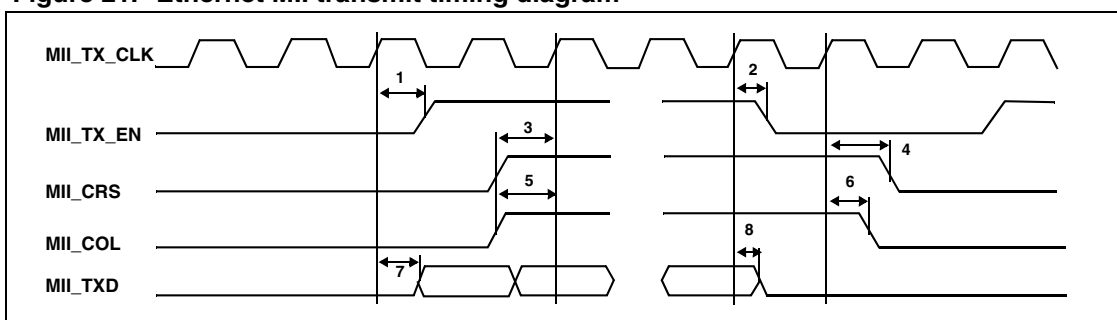 Figure 217 Ethernet MII transmit timing diagram
MII_TX_CLK
1
2
MII_TX_EN
3
4
MII_CRS
5
6
MII_COL
8
7
MII_TXD